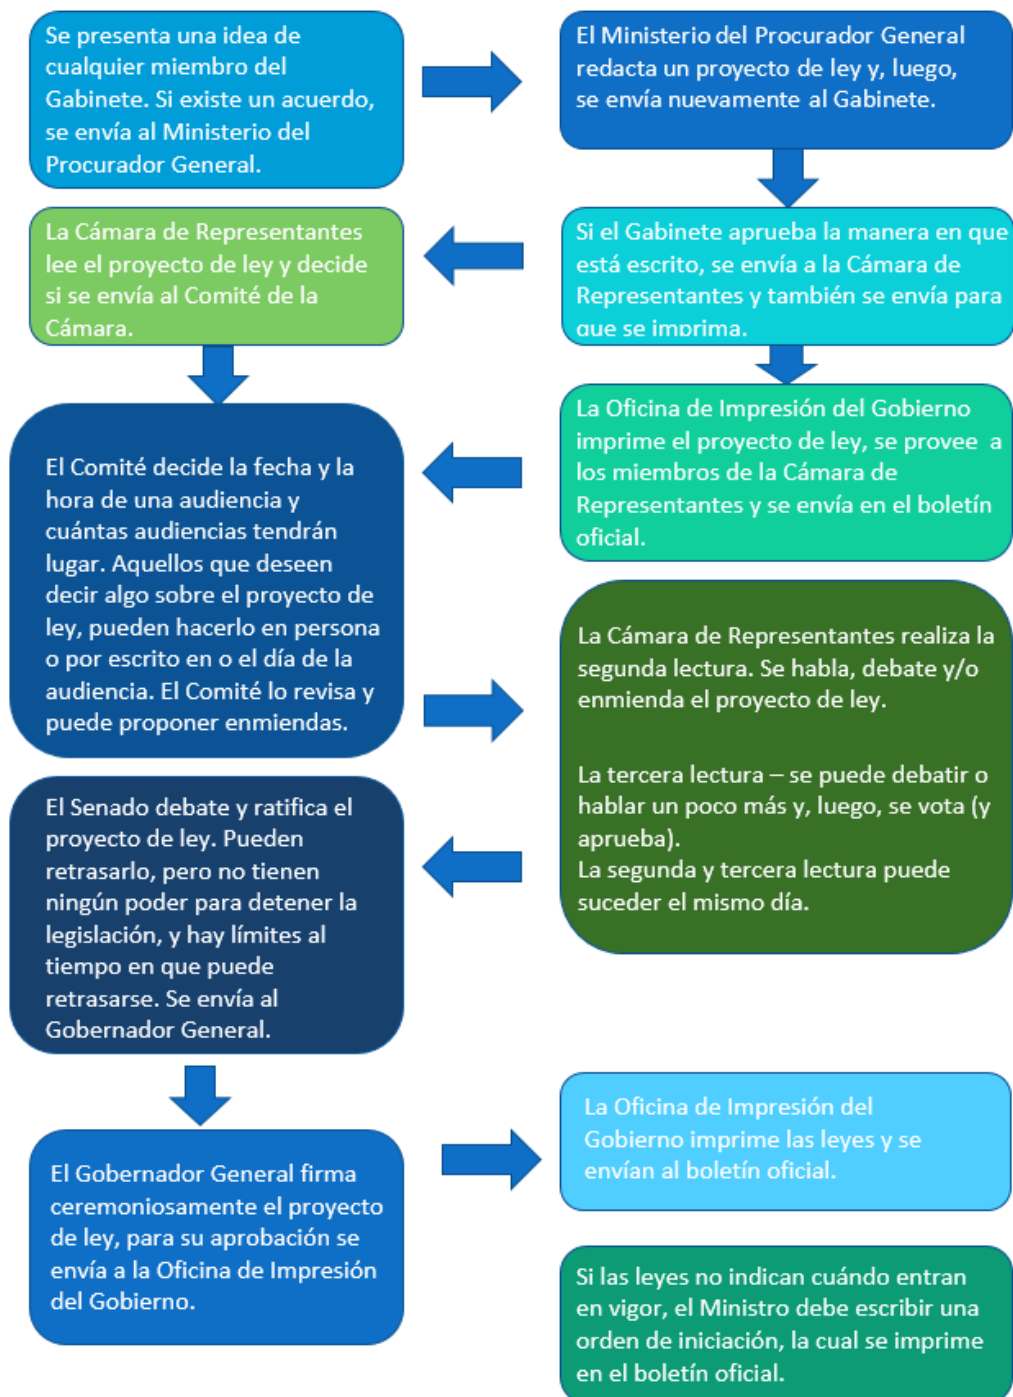 Se presenta una idea de
cualquier miembro del
Gabinete. Si existe un acuerdo,
se envía al Ministerio del
Procurador General.
El Ministerio del Procurador General
redacta un proyecto de ley y, luego,
se envía nuevamente al Gabinete.
Si el Gabinete aprueba la manera en que
está escrito, se envía a la Cámara de
Representantes y también se envía para
que se imprima.
La Cámara de Representantes
lee el proyecto de ley y decide
si se envía al Comité de la
Cámara.
La Oficina de Impresión del Gobierno
imprime el proyecto de ley, se provee a
los miembros de la Cámara de
Representantes y se envía en el boletín
oficial.
El Comité decide la fecha y la
hora de una audiencia y
cuántas audiencias tendrán
lugar. Aquellos que deseen
decir algo sobre el proyecto de
ley, pueden hacerlo en persona
o por escrito en o el día de la
audiencia. El Comité lo revisa y
puede proponer enmiendas.
La Cámara de Representantes realiza la
segunda lectura. Se habla, debate y/o
enmienda el proyecto de ley.
La tercera lectura – se puede debatir o
hablar un poco más y, luego, se vota (y
aprueba).
La segunda y tercera lectura puede
suceder el mismo día.
El Senado debate y ratifica el
proyecto de ley. Pueden
retrasarlo, pero no tienen
ningún poder para detener la
legislación, y hay límites al
tiempo en que puede
retrasarse. Se envía al
Gobernador General.
El Gobernador General firma
ceremoniosamente el proyecto
de ley, para su aprobación se
envía a la Oficina de Impresión
del Gobierno.
La Oficina de Impresión del
Gobierno imprime las leyes y se
envían al boletín oficial.
Si las leyes no indican cuándo entran
en vigor, el Ministro debe escribir una
orden de iniciación, la cual se imprime
en el boletín oficial.